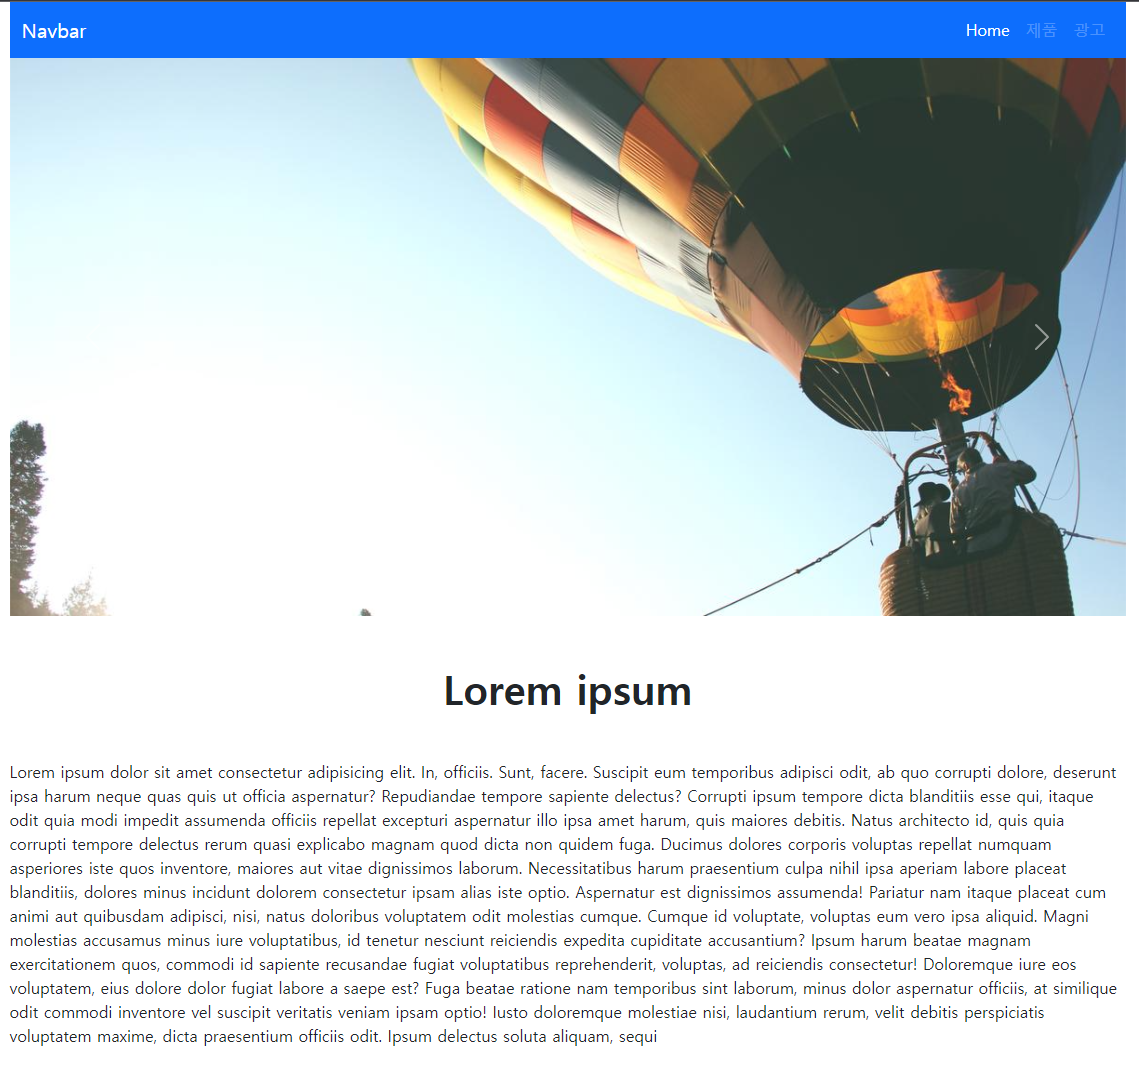 Navbar
Home 제품 광고
Lorem ipsum
Lorem ipsum dolor sit amet consectetur adipisicing elit. In, officiis. Sunt, facere. Suscipit eum temporibus adipisci odit, ab quo corrupti dolore, deserunt
ipsa harum neque quas quis ut officia aspernatur? Repudiandae tempore sapiente delectus? Corrupti ipsum tempore dicta blanditiis esse qui, itaque
odit quia modi impedit assumenda officiis repellat excepturi aspernatur illo ipsa amet harum, quis maiores debitis. Natus architecto id, quis quia
corrupti tempore delectus rerum quasi explicabo magnam quod dicta non quidem fuga. Ducimus dolores corporis voluptas repellat numquam
asperiores iste quos inventore, maiores aut vitae dignissimos laborum. Necessitatibus harum praesentium culpa nihil ipsa aperiam labore placeat
blanditiis, dolores minus incidunt dolorem consectetur ipsam alias iste optio. Aspernatur est dignissimos assumenda! Pariatur nam itaque placeat cum
animi aut quibusdam adipisci, nisi, natus doloribus voluptatem odit molestias cumque. Cumque id voluptate, voluptas eum vero ipsa aliquid. Magni
molestias accusamus minus iure voluptatibus, id tenetur nesciunt reiciendis expedita cupiditate accusantium? Ipsum harum beatae magnam
exercitationem quos, commodi id sapiente recusandae fugiat voluptatibus reprehenderit, voluptas, ad reiciendis consectetur! Doloremque iure eos
voluptatem, eius dolore dolor fugiat labore a saepe est? Fuga beatae ratione nam temporibus sint laborum, minus dolor aspernatur officiis, at similique
odit commodi inventore vel suscipit veritatis veniam ipsam optio! Iusto doloremque molestiae nisi, laudantium rerum, velit debitis perspiciatis
voluptatem maxime, dicta praesentium officiis odit. Ipsum delectus soluta aliquam, sequi